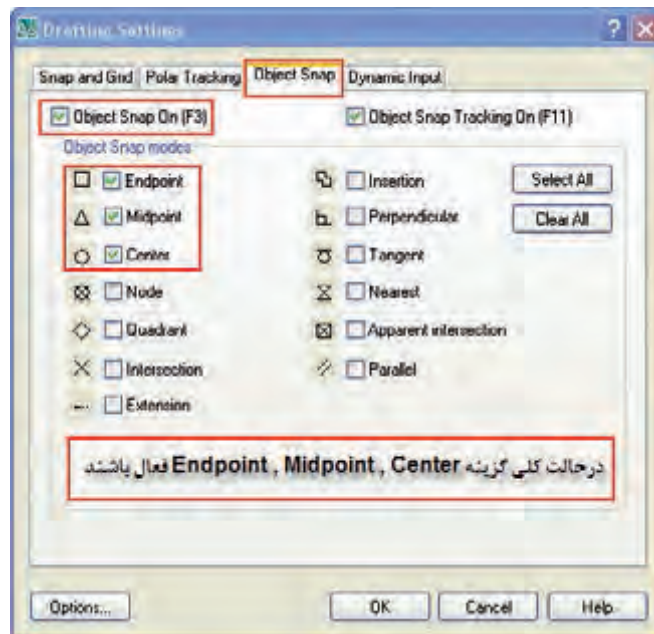 Drafting Settings
Snap and Grid Polar Tracking Object Snap Dynamic Input
Object Snap On (F3) Object Snap Tracking On (F11)
Object Snap modes
Endpoint Insertion Select All
Midpoint Perpendicular Clear All
Center Tangent
Node Nearest
Quadrant Apparent intersection
Intersection Parallel
Extension
درحالت کلی گزینه Endpoint , Midpoint , Center فعال باشند
Options... OK Cancel Help